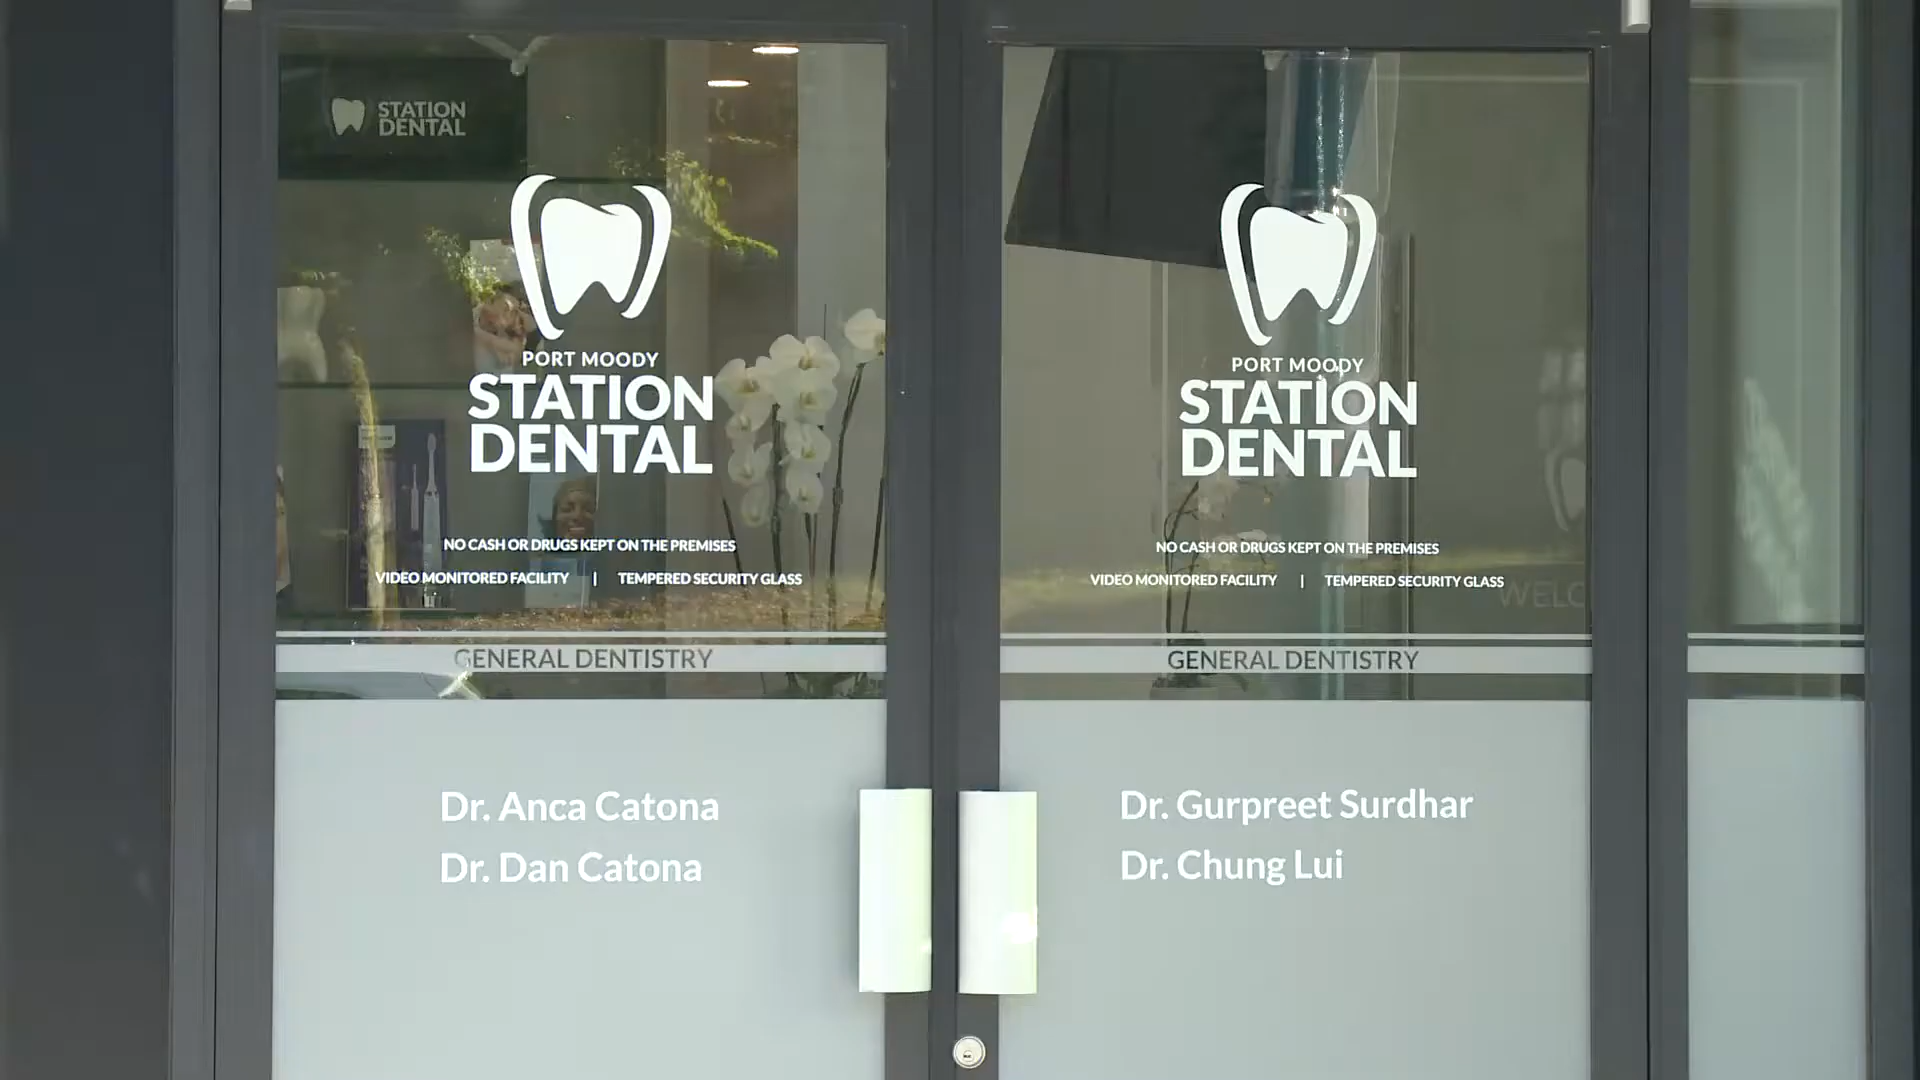 STATION
DENTAL
PORT MOODY
STATION
DENTAL
NO CASH OR DRUGS KEPT ON THE PREMISES
VIDEO MONITORED FACILITY | TEMPERED SECURITY GLASS
GENERAL DENTISTRY
Dr. Anca Catona
Dr. Dan Catona
PORT MOODY
STATION
DENTAL
NO CASH OR DRUGS KEPT ON THE PREMISES
VIDEO MONITORED FACILITY | TEMPERED SECURITY GLASS
WELC
GENERAL DENTISTRY
Dr. Gurpreet Surdhar
Dr. Chung Lui